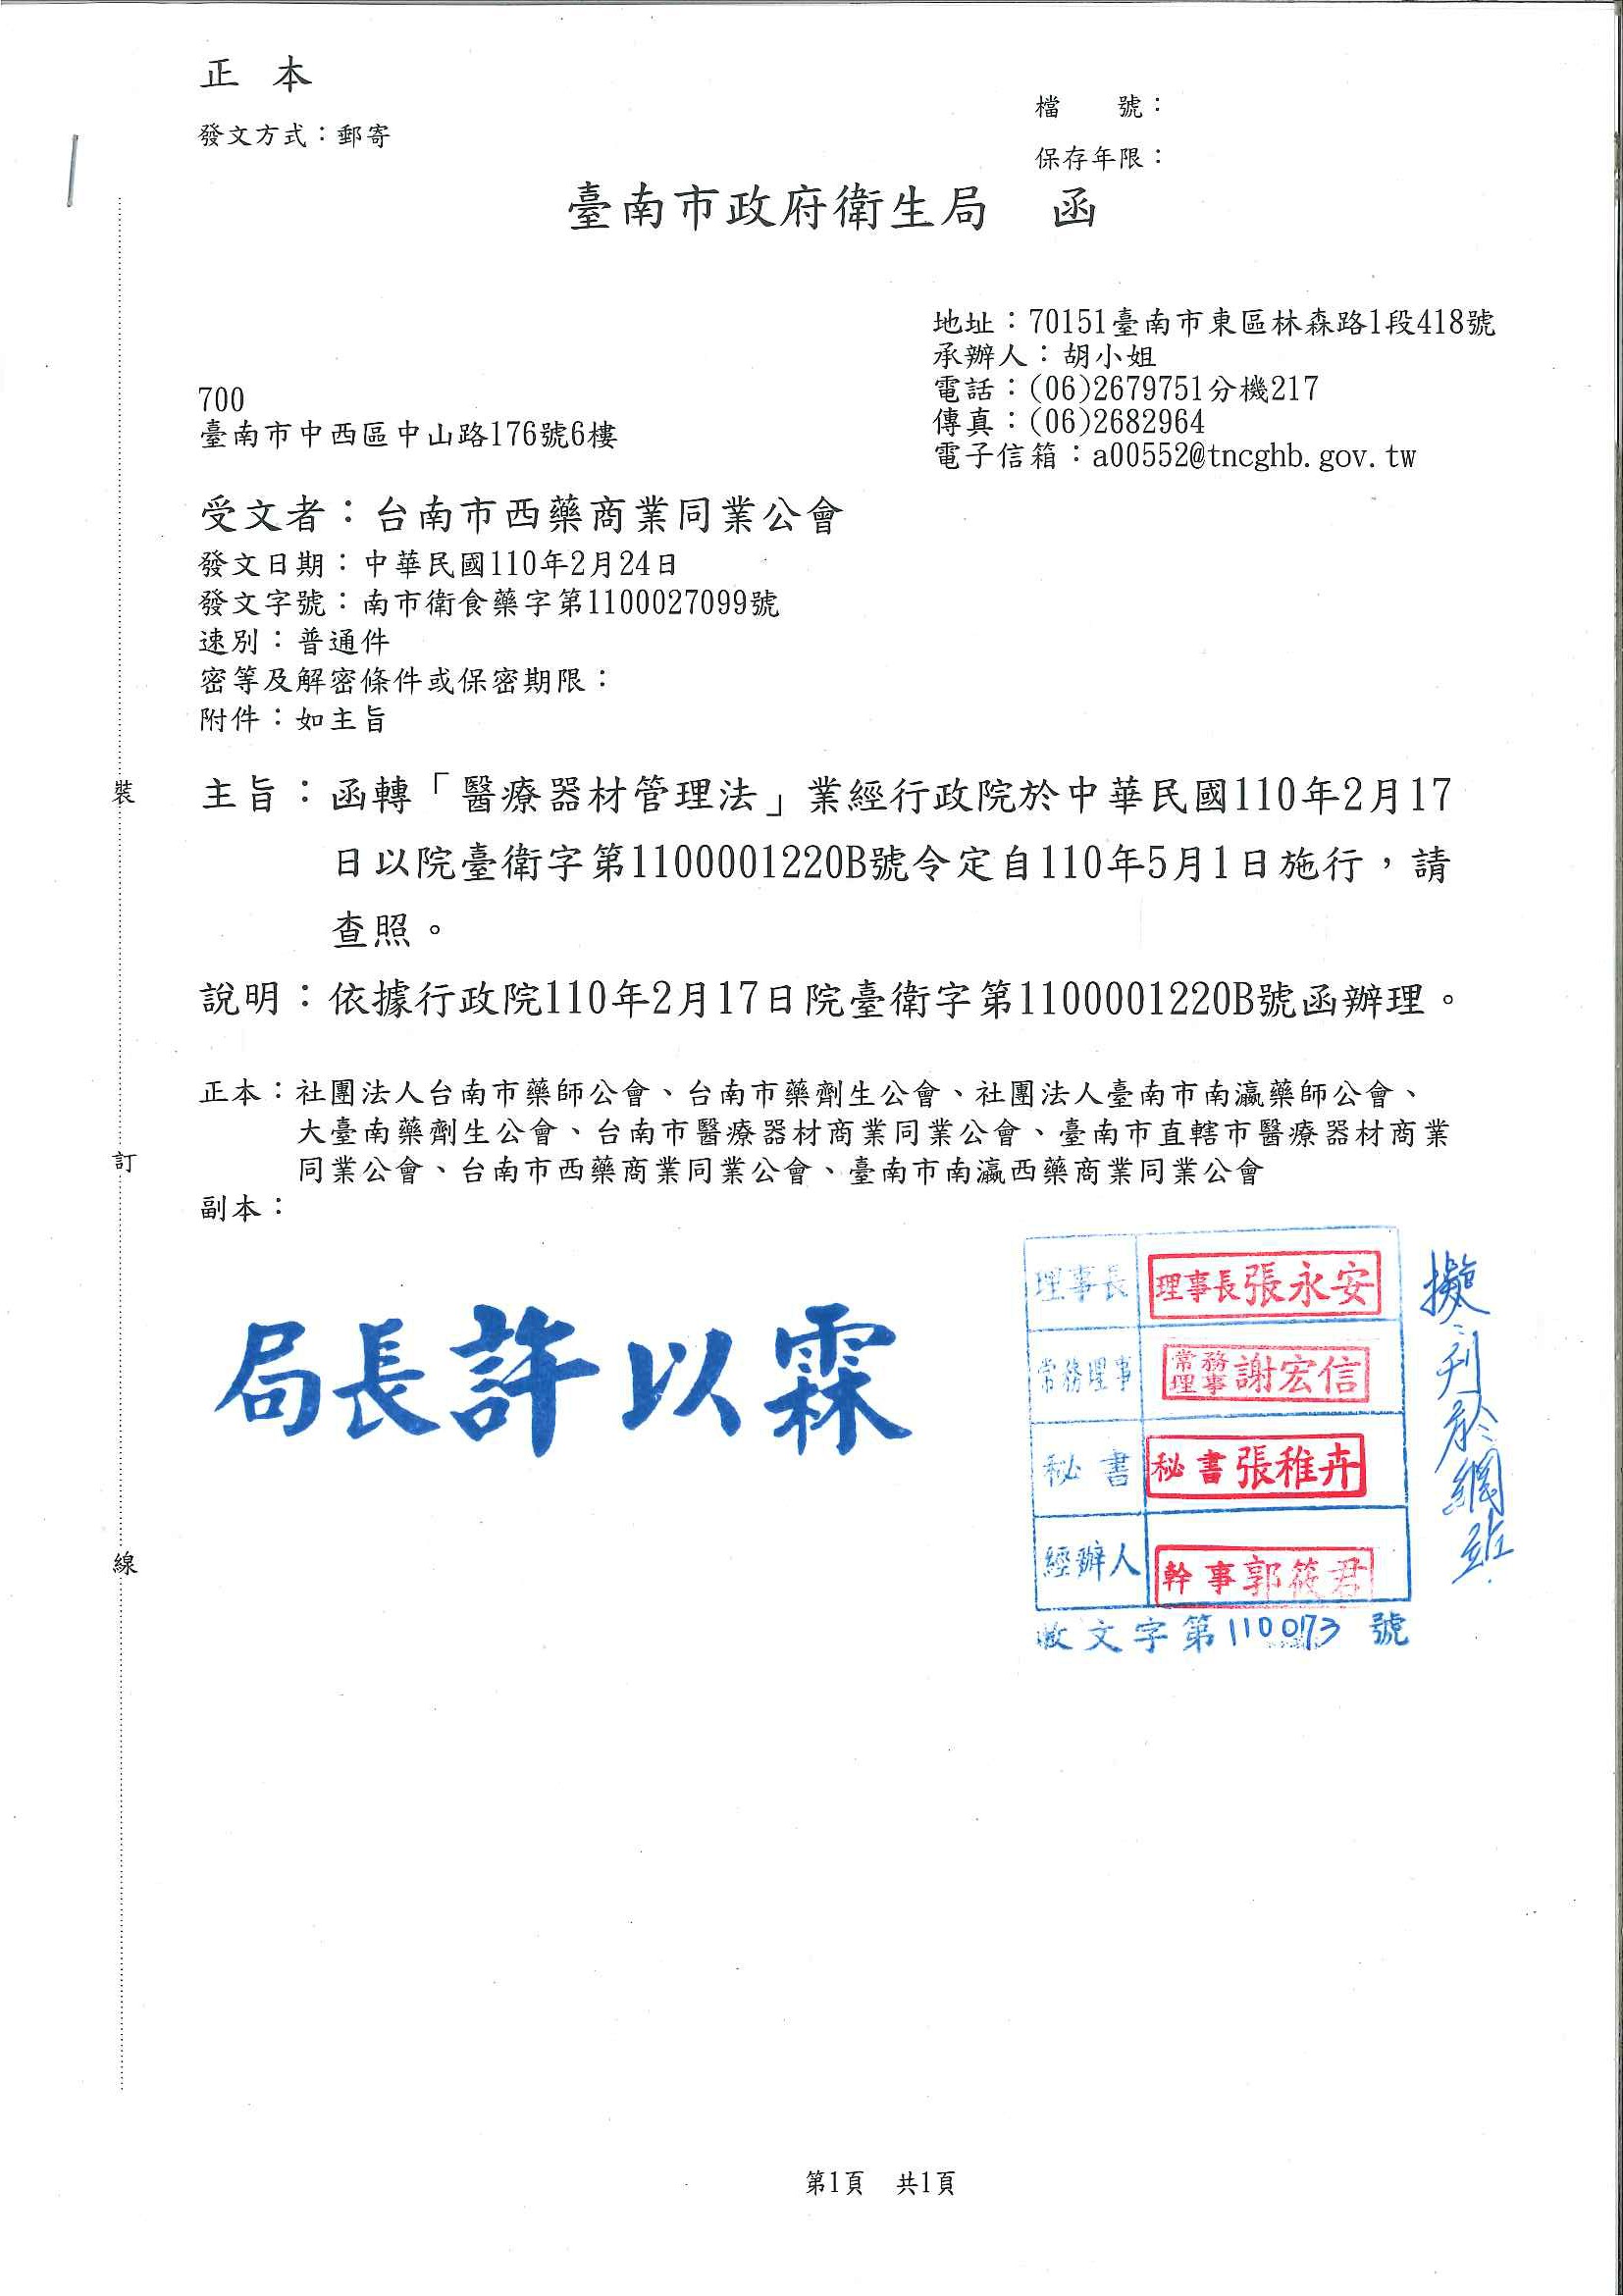 正　本
檔　　號：
發文方式：郵寄
保存年限：
臺南市政府衛生局　函
地址：70151臺南市東區林森路1段418號
承辦人：胡小姐
電話：(06)2679751分機217
傳真：(06)2682964
電子信箱：a00552@tncghb.gov.tw
700
臺南市中西區中山路176號6樓
受文者：台南市西藥商業同業公會
發文日期：中華民國110年2月24日
發文字號：南市衛食藥字第1100027099號
速別：普通件
密等及解密條件或保密期限：
附件：如主旨
主旨：函轉「醫療器材管理法」業經行政院於中華民國110年2月17
日以院臺衛字第1100001220B號令定自110年5月1日施行，請
查照。
說明：依據行政院110年2月17日院臺衛字第1100001220B號函辦理。
正本：社團法人台南市藥師公會、台南市藥劑生公會、社團法人臺南市南瀛藥師公會、
大臺南藥劑生公會、台南市醫療器材商業同業公會、臺南市直轄市醫療器材商業
同業公會、台南市西藥商業同業公會、臺南市南瀛西藥商業同業公會
副本：
局長許以霖
理事長 理事長張永安
常務理事 常務理事謝宏信
秘書 秘書張稚卉
經辦人 幹事郭筱君
收文字第110073號
擬刊於網站.
裝
訂
線
第1頁　共1頁